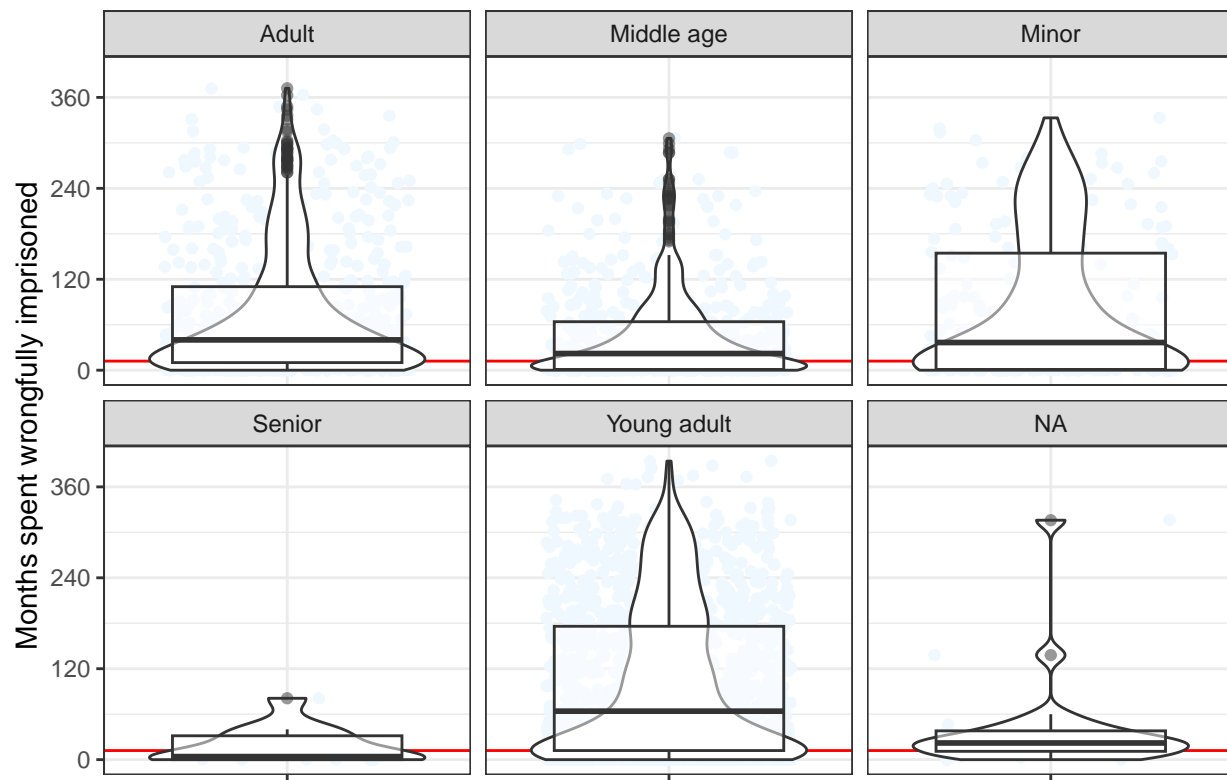 Months spent wrongfully imprisoned
Adult
Middle age
Minor
360
240
120
0
Senior
Young adult
NA
360
240
120
0